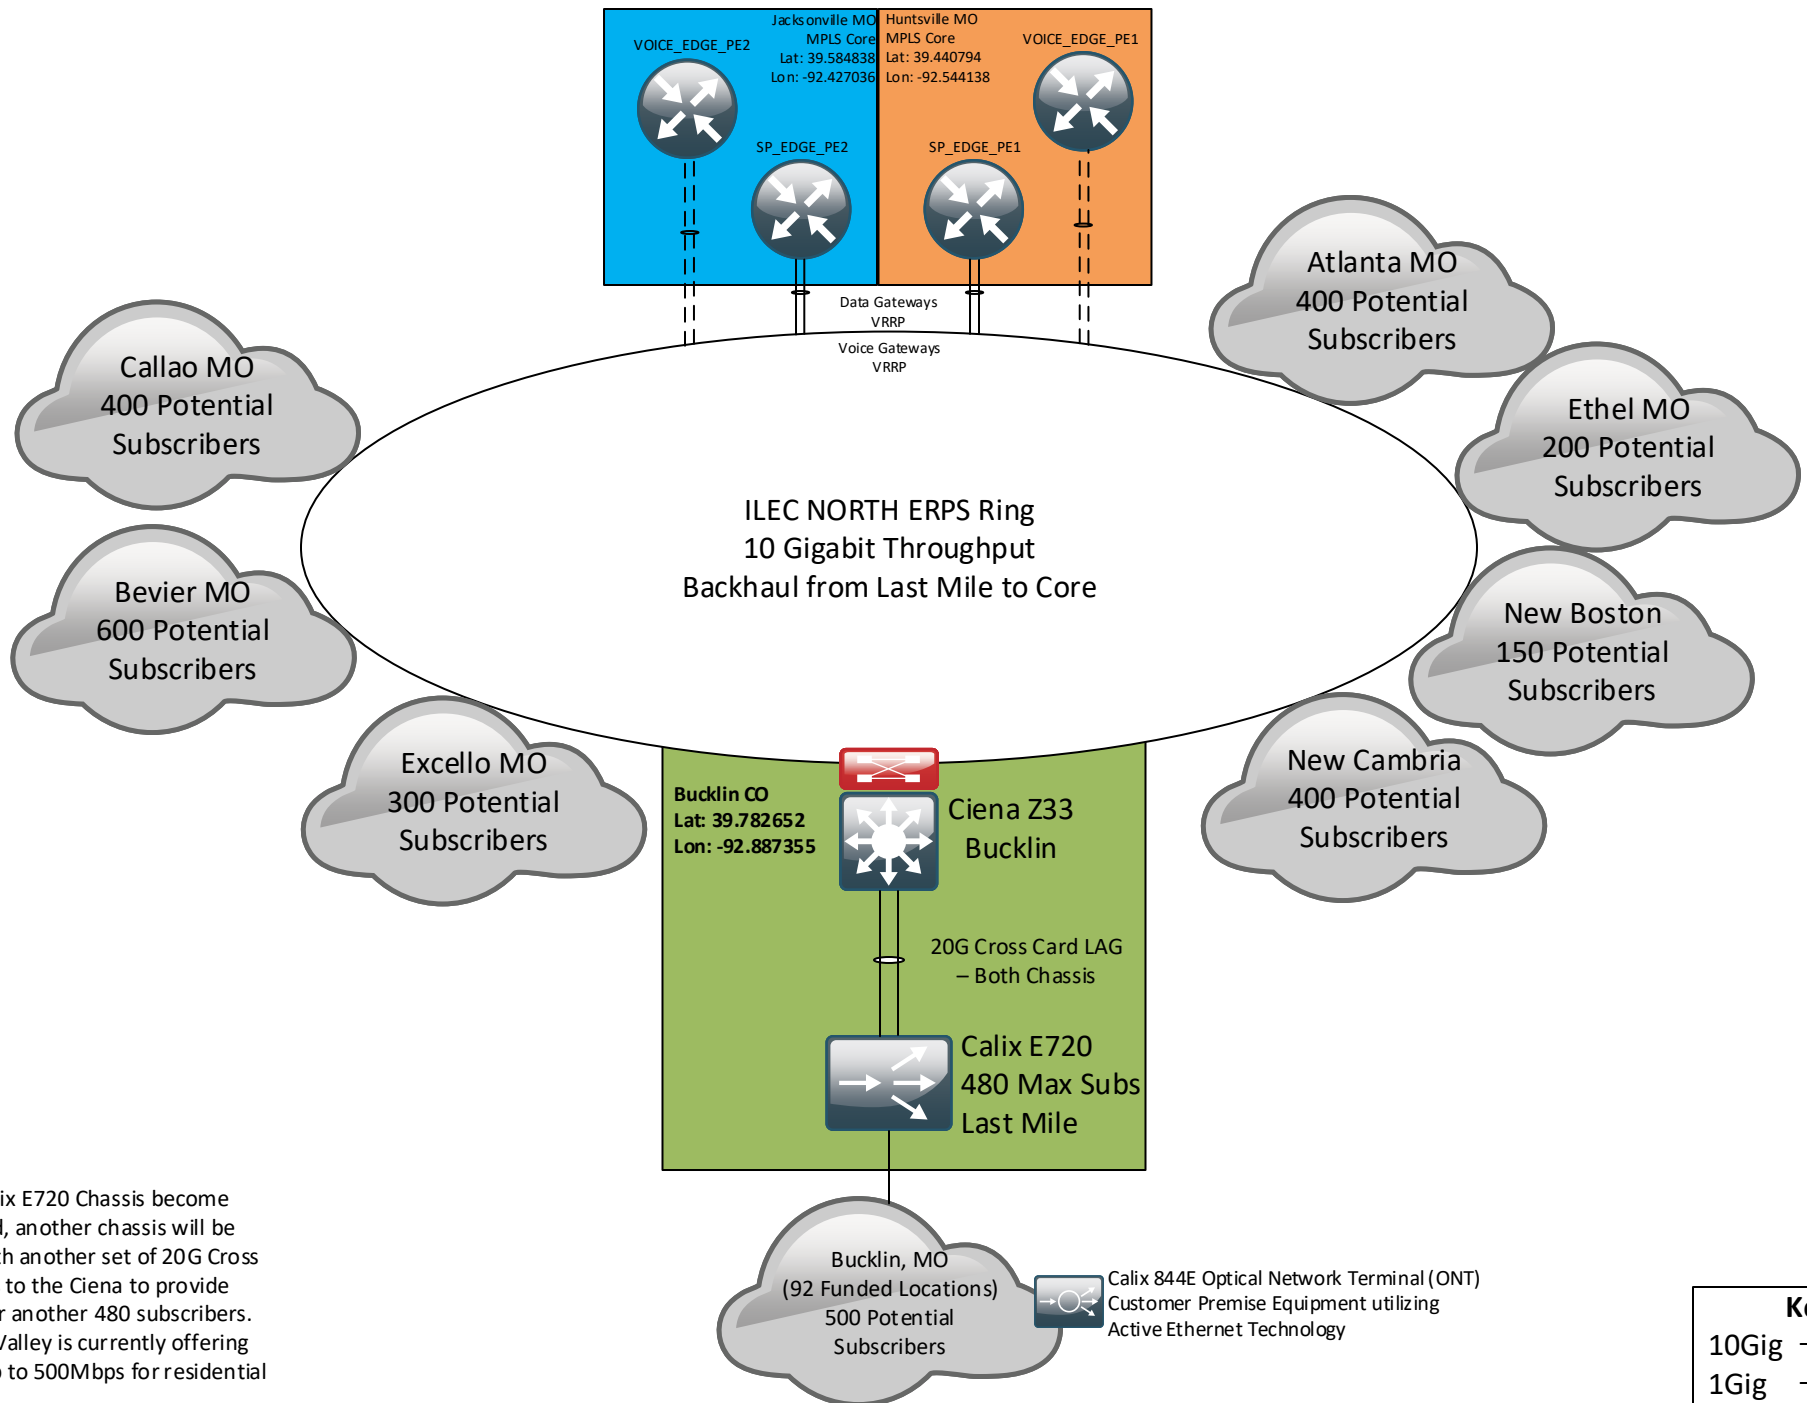 Jacksonville MO
MPLS Core
Lat: 39.584838
Lon: -92.427036
Huntsville MO
MPLS Core
Lat: 39.440794
Lon: -92.544138
VOICE_EDGE_PE2
VOICE_EDGE_PE1
SP_EDGE_PE2
SP_EDGE_PE1
Data Gateways
VRRP
Voice Gateways
VRRP
Atlanta MO
400 Potential
Subscribers
Callao MO
400 Potential
Subscribers
Ethel MO
200 Potential
Subscribers
ILEC NORTH ERPS Ring
10 Gigabit Throughput
Backhaul from Last Mile to Core
Bevier MO
600 Potential
Subscribers
New Boston
150 Potential
Subscribers
Excello MO
300 Potential
Subscribers
New Cambria
400 Potential
Subscribers
Bucklin CO
Lat: 39.782652
Lon: -92.887355
Ciena Z33
Bucklin
20G Cross Card LAG
– Both Chassis
Calix E720
480 Max Subs
Last Mile
E720 Chassis become
, another chassis will be
another set of 20G Cross
to the Ciena to provide
another 480 subscribers.
Valley is currently offering
to 500Mbps for residential
Bucklin, MO
(92 Funded Locations)
500 Potential
Subscribers
Calix 844E Optical Network Terminal (ONT)
Customer Premise Equipment utilizing
Active Ethernet Technology
10Gig
1Gig